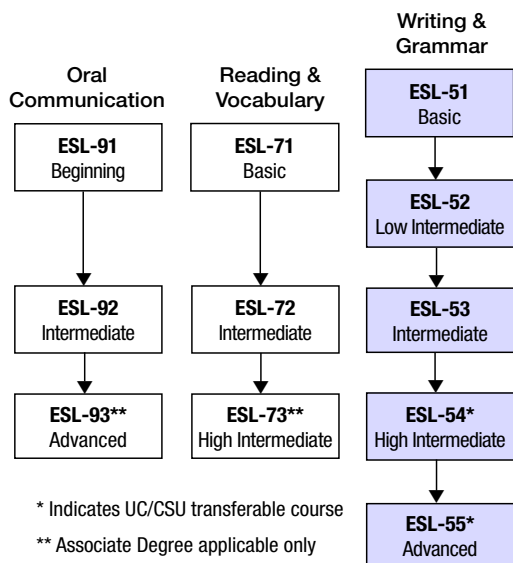 Oral
Communication
ESL-91
Beginning
ESL-92
Intermediate
ESL-93**
Advanced
Reading &
Vocabulary
ESL-71
Basic
ESL-72
Intermediate
ESL-73**
High Intermediate
Writing &
Grammar
ESL-51
Basic
ESL-52
Low Intermediate
ESL-53
Intermediate
ESL-54*
High Intermediate
ESL-55*
Advanced
* Indicates UC/CSU transferable course
** Associate Degree applicable only